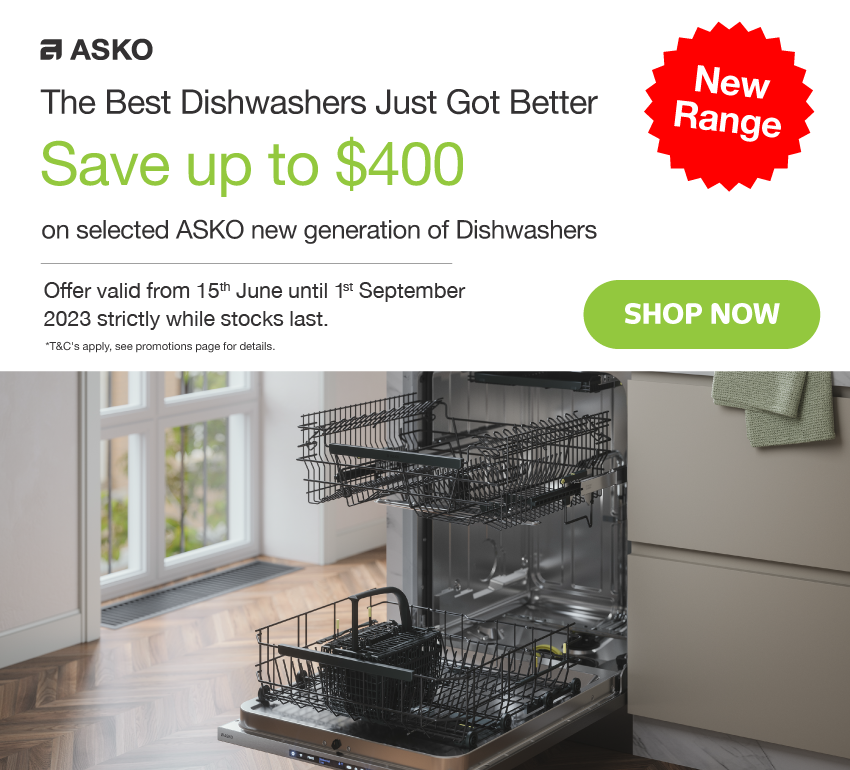 ASKO
The Best Dishwashers Just Got Better
Save up to $400
on selected ASKO new generation of Dishwashers
Offer valid from 15th June until 1st September
2023 strictly while stocks last.
*T&C's apply, see promotions page for details.
New
Range
SHOP NOW
ASKO